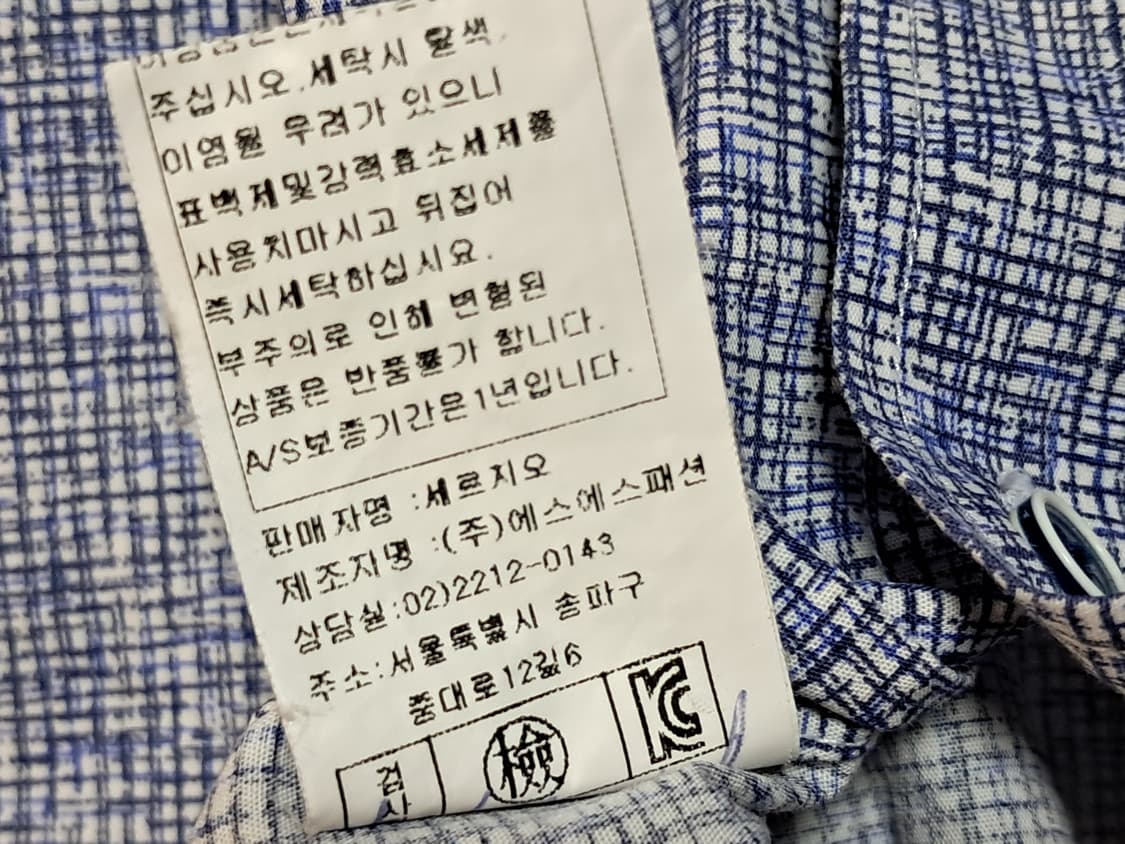 주십시오.세탁시 탈색,
이염될 우려가 있으니
표백제및강력효소세제를
사용치마시고 뒤집어
즉시세탁하십시요.
부주의로 인해 변형된
상품은 반품불가 합니다.
A/S보증기간은1년입니다.
판매자명 :세르지오
제조자명 :(주)에스에스패션
상담실:02)2212-0143
주소:서울특별시 송파구
중대로12길6
검사 檢